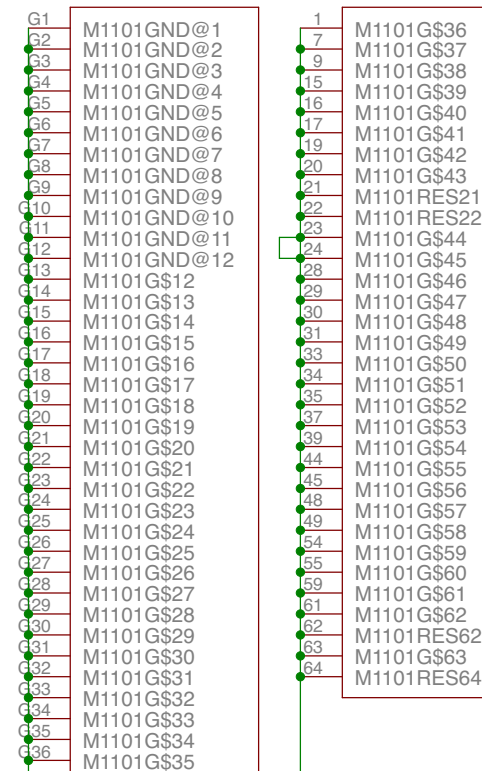 G1 M1101GND@1
G2 M1101GND@2
G3 M1101GND@3
G4 M1101GND@4
G5 M1101GND@5
G6 M1101GND@6
G7 M1101GND@7
G8 M1101GND@8
G9 M1101GND@9
G10 M1101GND@10
G11 M1101GND@11
G12 M1101GND@12
G13 M1101G$12
G14 M1101G$13
G15 M1101G$14
G16 M1101G$15
G17 M1101G$16
G18 M1101G$17
G19 M1101G$18
G20 M1101G$19
G21 M1101G$20
G22 M1101G$21
G23 M1101G$22
G24 M1101G$23
G25 M1101G$24
G26 M1101G$25
G27 M1101G$26
G28 M1101G$27
G29 M1101G$28
G30 M1101G$29
G31 M1101G$30
G32 M1101G$31
G33 M1101G$32
G34 M1101G$33
G35 M1101G$34
G36 M1101G$35
1 M1101G$36
7 M1101G$37
9 M1101G$38
15 M1101G$39
16 M1101G$40
17 M1101G$41
19 M1101G$42
20 M1101G$43
21 M1101RES21
22 M1101RES22
23 M1101G$44
24 M1101G$45
28 M1101G$46
29 M1101G$47
30 M1101G$48
31 M1101G$49
33 M1101G$50
34 M1101G$51
35 M1101G$52
37 M1101G$53
39 M1101G$54
44 M1101G$55
45 M1101G$56
48 M1101G$57
49 M1101G$58
54 M1101G$59
55 M1101G$60
59 M1101G$61
61 M1101G$62
62 M1101RES62
63 M1101G$63
64 M1101RES64